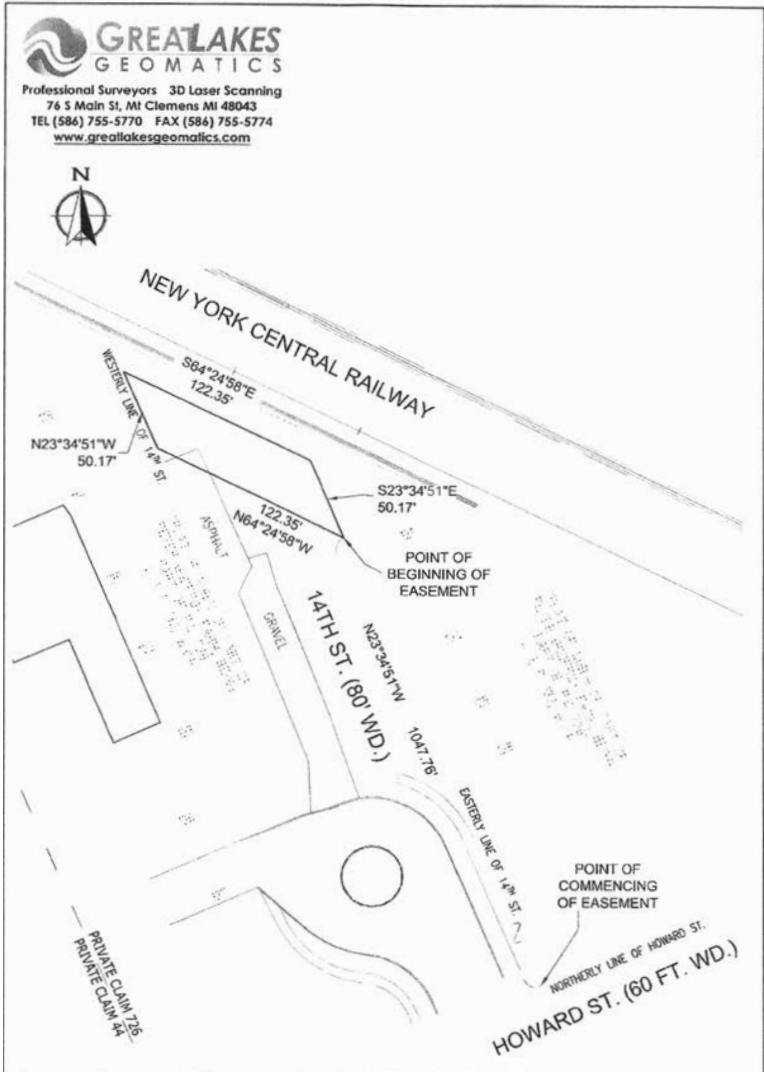 GREAT LAKES
GEOMATICS
Professional Surveyors 3D Laser Scanning
76 S Main St, Mt Clemens MI 48043
TEL (586) 755-5770 FAX (586) 755-5774
www.greatlakesgeomatics.com
N
NEW YORK CENTRAL RAILWAY
S64°24'58"E
122.35'
WESTERLY LINE OF 14TH ST.
N23°34'51"W
50.17'
S23°34'51"E
50.17'
122.35'
N64°24'58"W
POINT OF
BEGINNING OF
EASEMENT
ASPHALT
GRAVEL
14TH ST. (80' WD.)
N23°34'51"W
1047.76'
EASTERLY LINE OF 14TH ST.
POINT OF
COMMENCING
OF EASEMENT
NORTHERLY LINE OF HOWARD ST.
HOWARD ST. (60 FT. WD.)
PRIVATE CLAIM 726
PRIVATE CLAIM 44